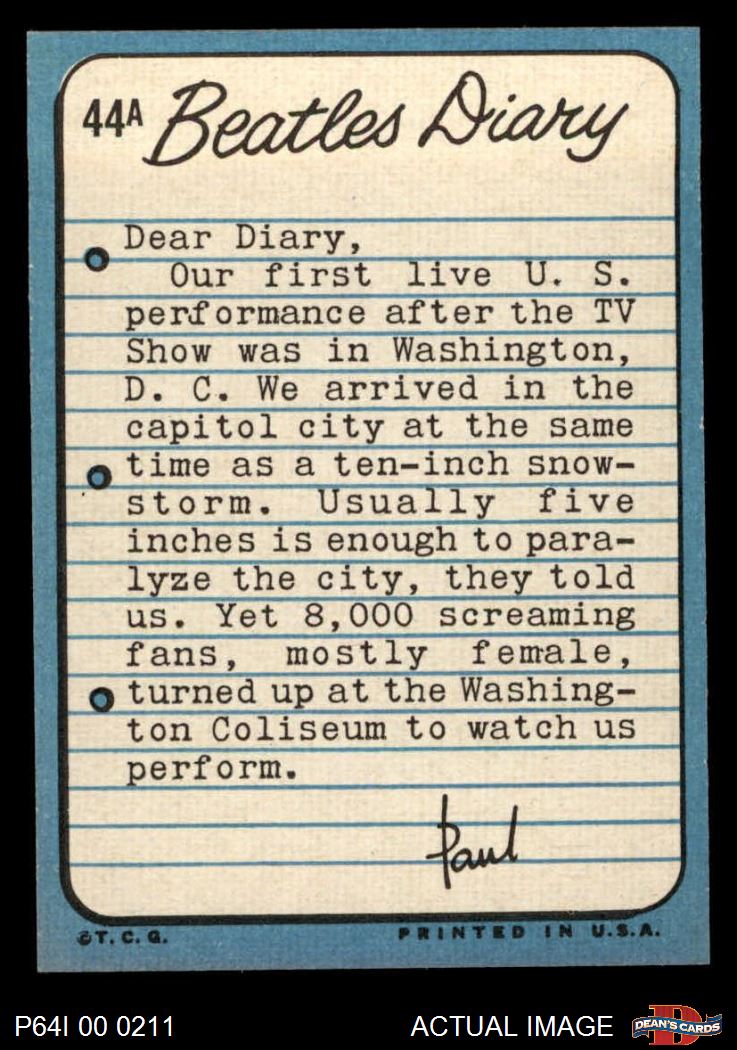 44A Beatles Diary
Dear Diary,
Our first live U. S.
performance after the TV
Show was in Washington,
D. C. We arrived in the
capitol city at the same
time as a ten-inch snow-
storm. Usually five
inches is enough to para-
lyze the city, they told
us. Yet 8,000 screaming
fans, mostly female,
turned up at the Washing-
ton Coliseum to watch us
perform.
Paul
©T. C. G. PRINTED IN U.S.A.
P64I 00 0211 ACTUAL IMAGE D DEAN'S CARDS